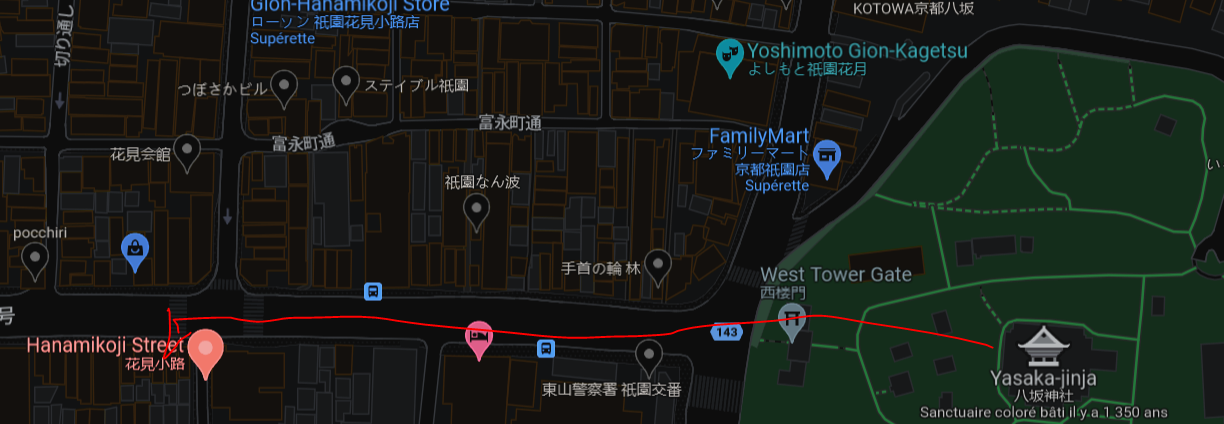 Gion-Hanamikoji Store
ローソン 祇園花見小路店
Supérette
KOTOWA京都八坂
切り通し
Yoshimoto Gion-Kagetsu
よしもと祇園花月
つぼさかビル
ステイブル祇園
富永町通
富永町通
FamilyMart
ファミリーマート
京都祇園店
Supérette
花見会館
い
祇園なん波
pocchiri
手首の輪 林
West Tower Gate
西楼門
号
143
Hanamikoji Street
花見小路
東山警察署 祇園交番
Yasaka-jinja
八坂神社
Sanctuaire coloré bâti il y a 1 350 ans